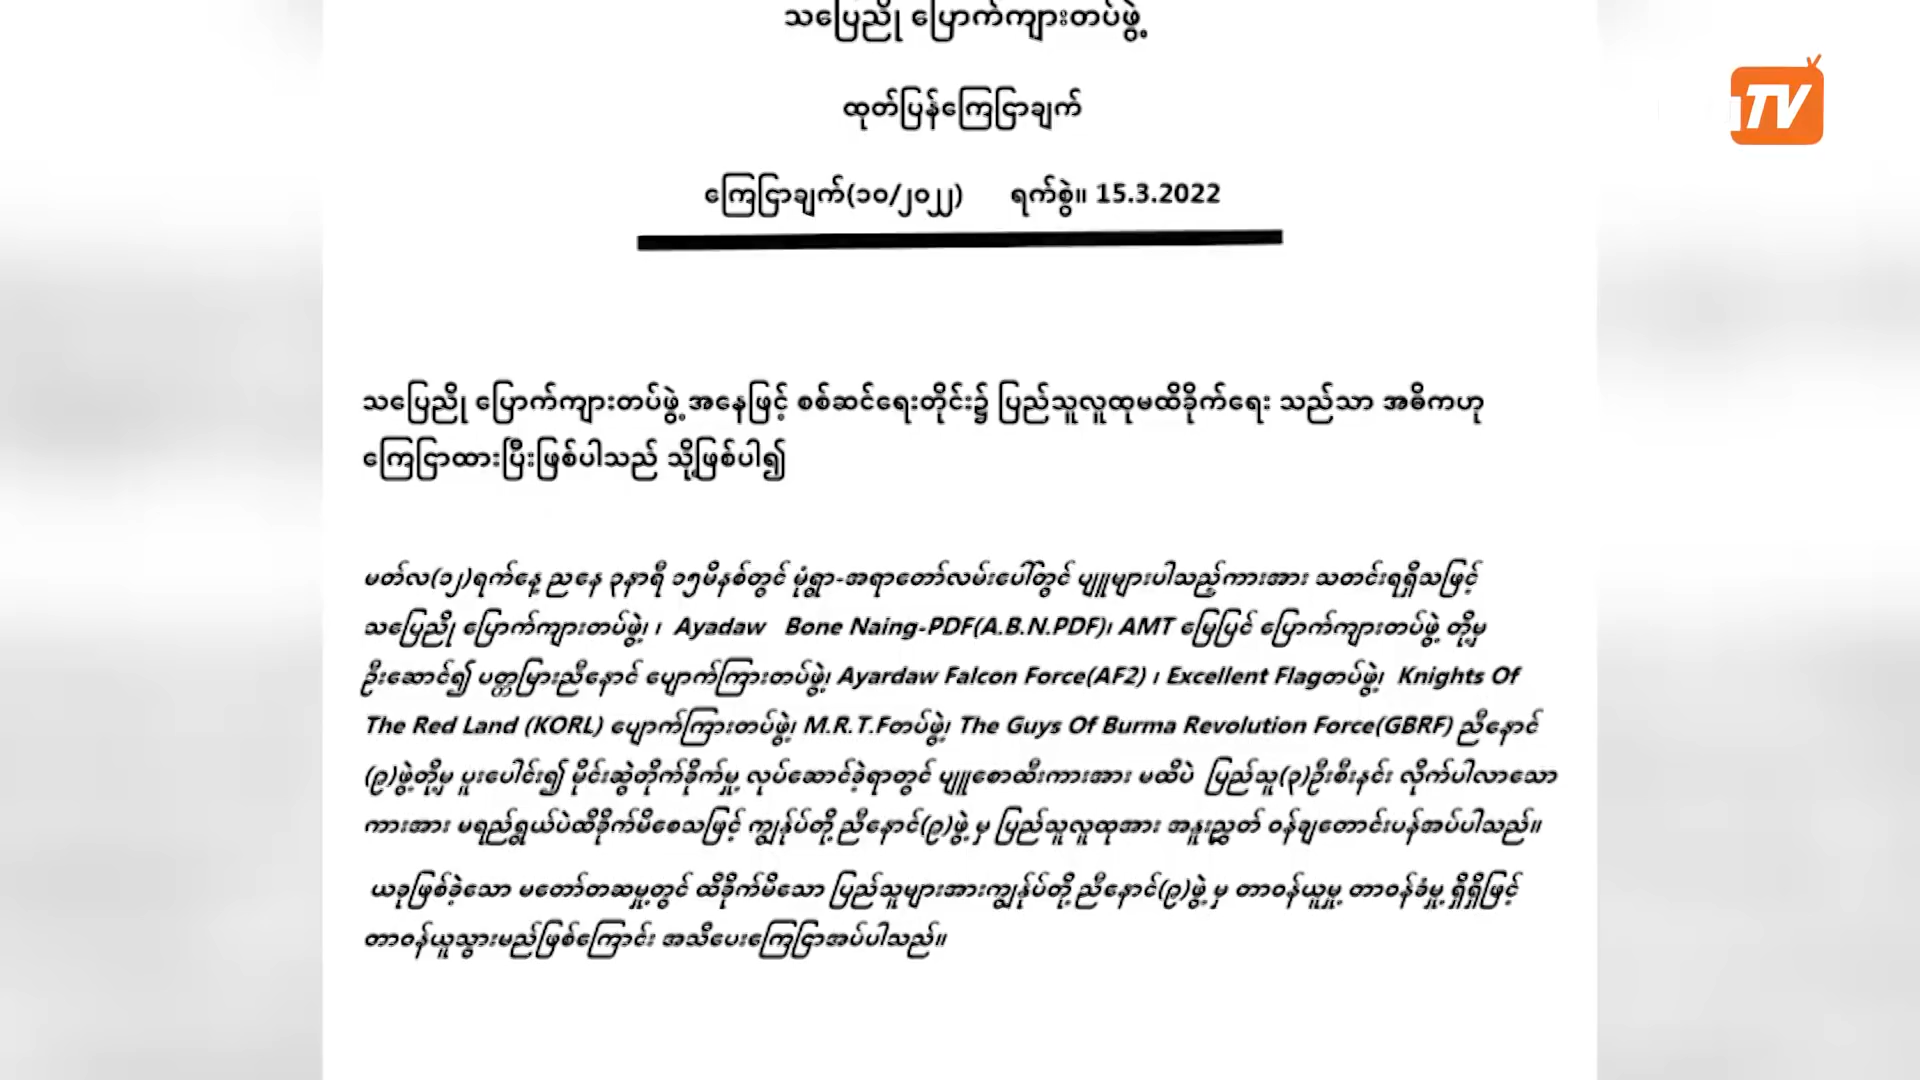 သပြေညို ပြောက်ကျားတပ်ဖွဲ့
ထုတ်ပြန်ကြေငြာချက်
ကြေငြာချက်(၁၀/၂၀၂၂) ရက်စွဲ။ 15.3.2022
TV
သပြေညို ပြောက်ကျားတပ်ဖွဲ့ အနေဖြင့် စစ်ဆင်ရေးတိုင်း၌ ပြည်သူလူထုမထိခိုက်ရေး သည်သာ အဓိကဟု
ကြေငြာထားပြီးဖြစ်ပါသည် သို့ဖြစ်ပါ၍
မတ်လ(၁၂)ရက်နေ့ ညနေ ၃နာရီ ၁၅မိနစ်တွင် မုံရွာ-အရာတော်လမ်းပေါ်တွင် ပျူများပါသည့်ကားအား သတင်းရရှိသဖြင့်
သပြေညို ပြောက်ကျားတပ်ဖွဲ့၊ ၊ Ayadaw Bone Naing-PDF(A.B.N.PDF)၊ AMT မြေပြင် ပြောက်ကျားတပ်ဖွဲ့ တို့မှ
ဦးဆောင်၍ ပတ္တမြားညီနောင် ပျောက်ကြားတပ်ဖွဲ့၊ Ayardaw Falcon Force(AF2) ၊ Excellent Flagတပ်ဖွဲ့၊ Knights Of
The Red Land (KORL) ပျောက်ကြားတပ်ဖွဲ့၊ M.R.T.Fတပ်ဖွဲ့၊ The Guys Of Burma Revolution Force(GBRF) ညီနောင်
(၉)ဖွဲ့တို့မှ ပူးပေါင်း၍ မိုင်းဆွဲတိုက်ခိုက်မှု့ လုပ်ဆောင်ခဲ့ရာတွင် ပျူစောထီးကားအား မထိပဲ ပြည်သူ(၃)ဦးစီးနင်း လိုက်ပါလာသော
ကားအား မရည်ရွယ်ပဲထိခိုက်မိစေသဖြင့် ကျွန်ုပ်တို့ ညီနောင်(၉)ဖွဲ့ မှ ပြည်သူလူထုအား အနူးညွှတ် ဝန်ချတောင်းပန်အပ်ပါသည်။
ယခုဖြစ်ခဲ့သော မတော်တဆမှု့တွင် ထိခိုက်မိသော ပြည်သူများအားကျွန်ုပ်တို့ ညီနောင်(၉)ဖွဲ့ မှ တာဝန်ယူမှု့ တာဝန်ခံမှု့ ရှိရှိဖြင့်
တာဝန်ယူသွားမည်ဖြစ်ကြောင်း အသိပေးကြေငြာအပ်ပါသည်။